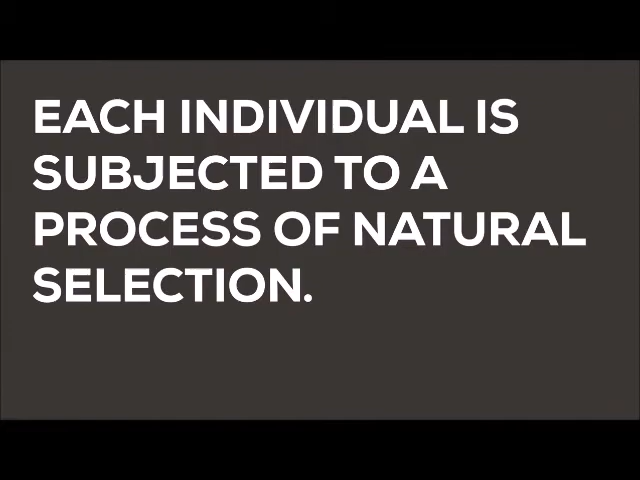 EACH INDIVIDUAL IS
SUBJECTED TO A
PROCESS OF NATURAL
SELECTION.